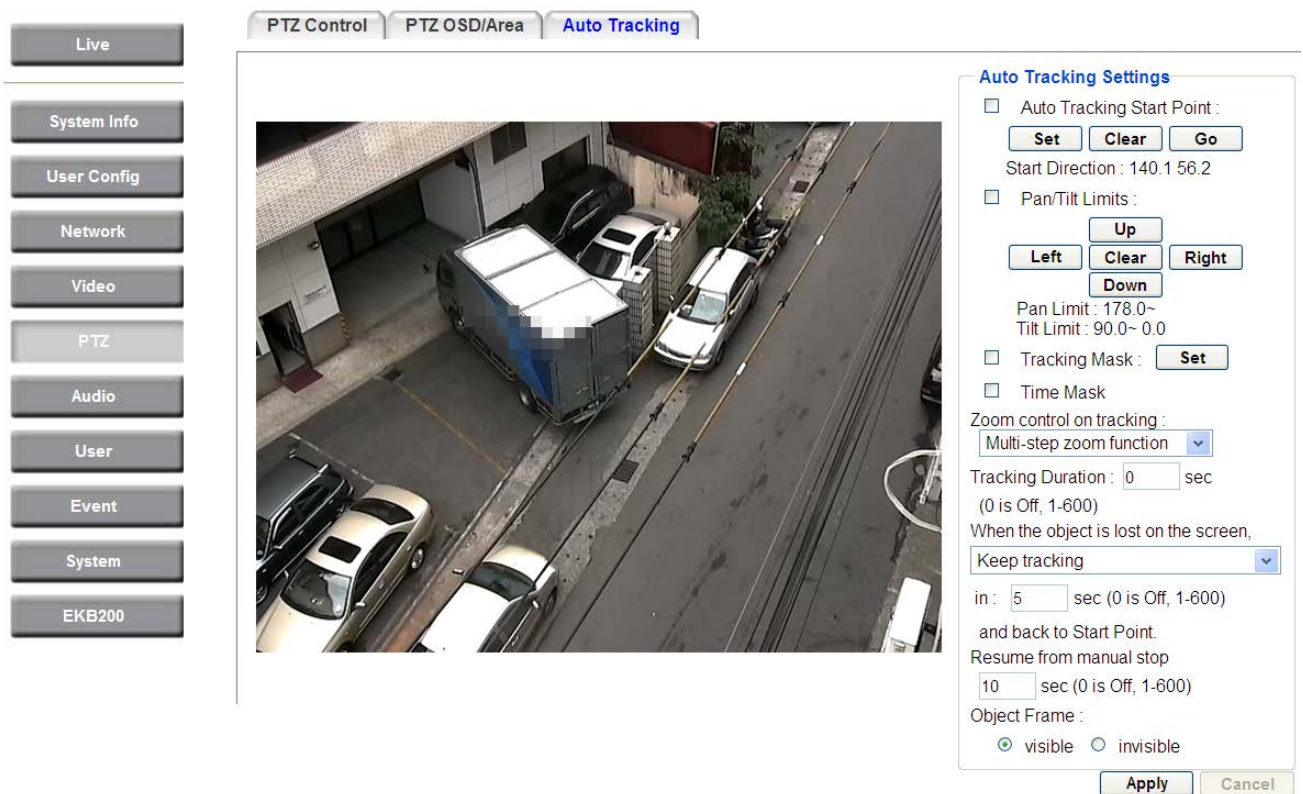 Live
System Info
User Config
Network
Video
PTZ
Audio
User
Event
System
EKB200
PTZ Control
PTZ OSD/Area
Auto Tracking
Auto Tracking Settings
Auto Tracking Start Point :
Set Clear Go
Start Direction : 140.1 56.2
Pan/Tilt Limits :
Up
Left Clear Right
Down
Pan Limit : 178.0~
Tilt Limit : 90.0~ 0.0
Tracking Mask : Set
Time Mask
Zoom control on tracking :
Multi-step zoom function
Tracking Duration : 0 sec
(0 is Off, 1-600)
When the object is lost on the screen,
Keep tracking
in : 5 sec (0 is Off, 1-600)
and back to Start Point.
Resume from manual stop
10 sec (0 is Off, 1-600)
Object Frame :
visible invisible
Apply Cancel